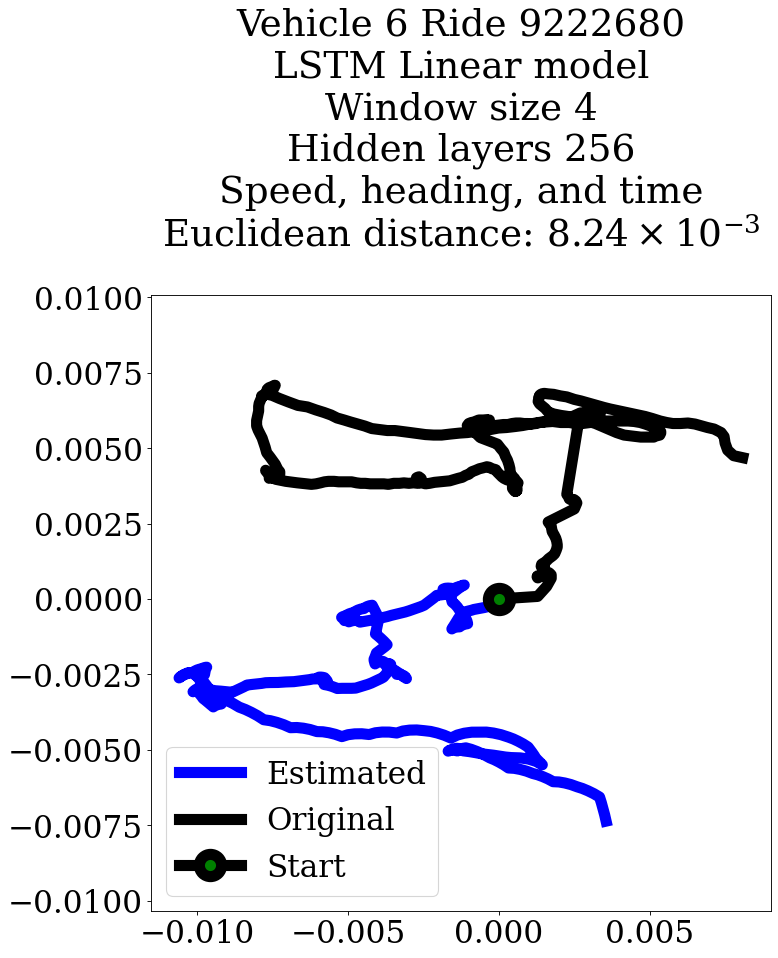 Vehicle 6 Ride 9222680
LSTM Linear model
Window size 4
Hidden layers 256
Speed, heading, and time
Euclidean distance: 8.24 × 10⁻³
0.0100
0.0075
0.0050
0.0025
0.0000
−0.0025
−0.0050
−0.0075
−0.0100
Estimated
Original
Start
−0.010 −0.005 0.000 0.005